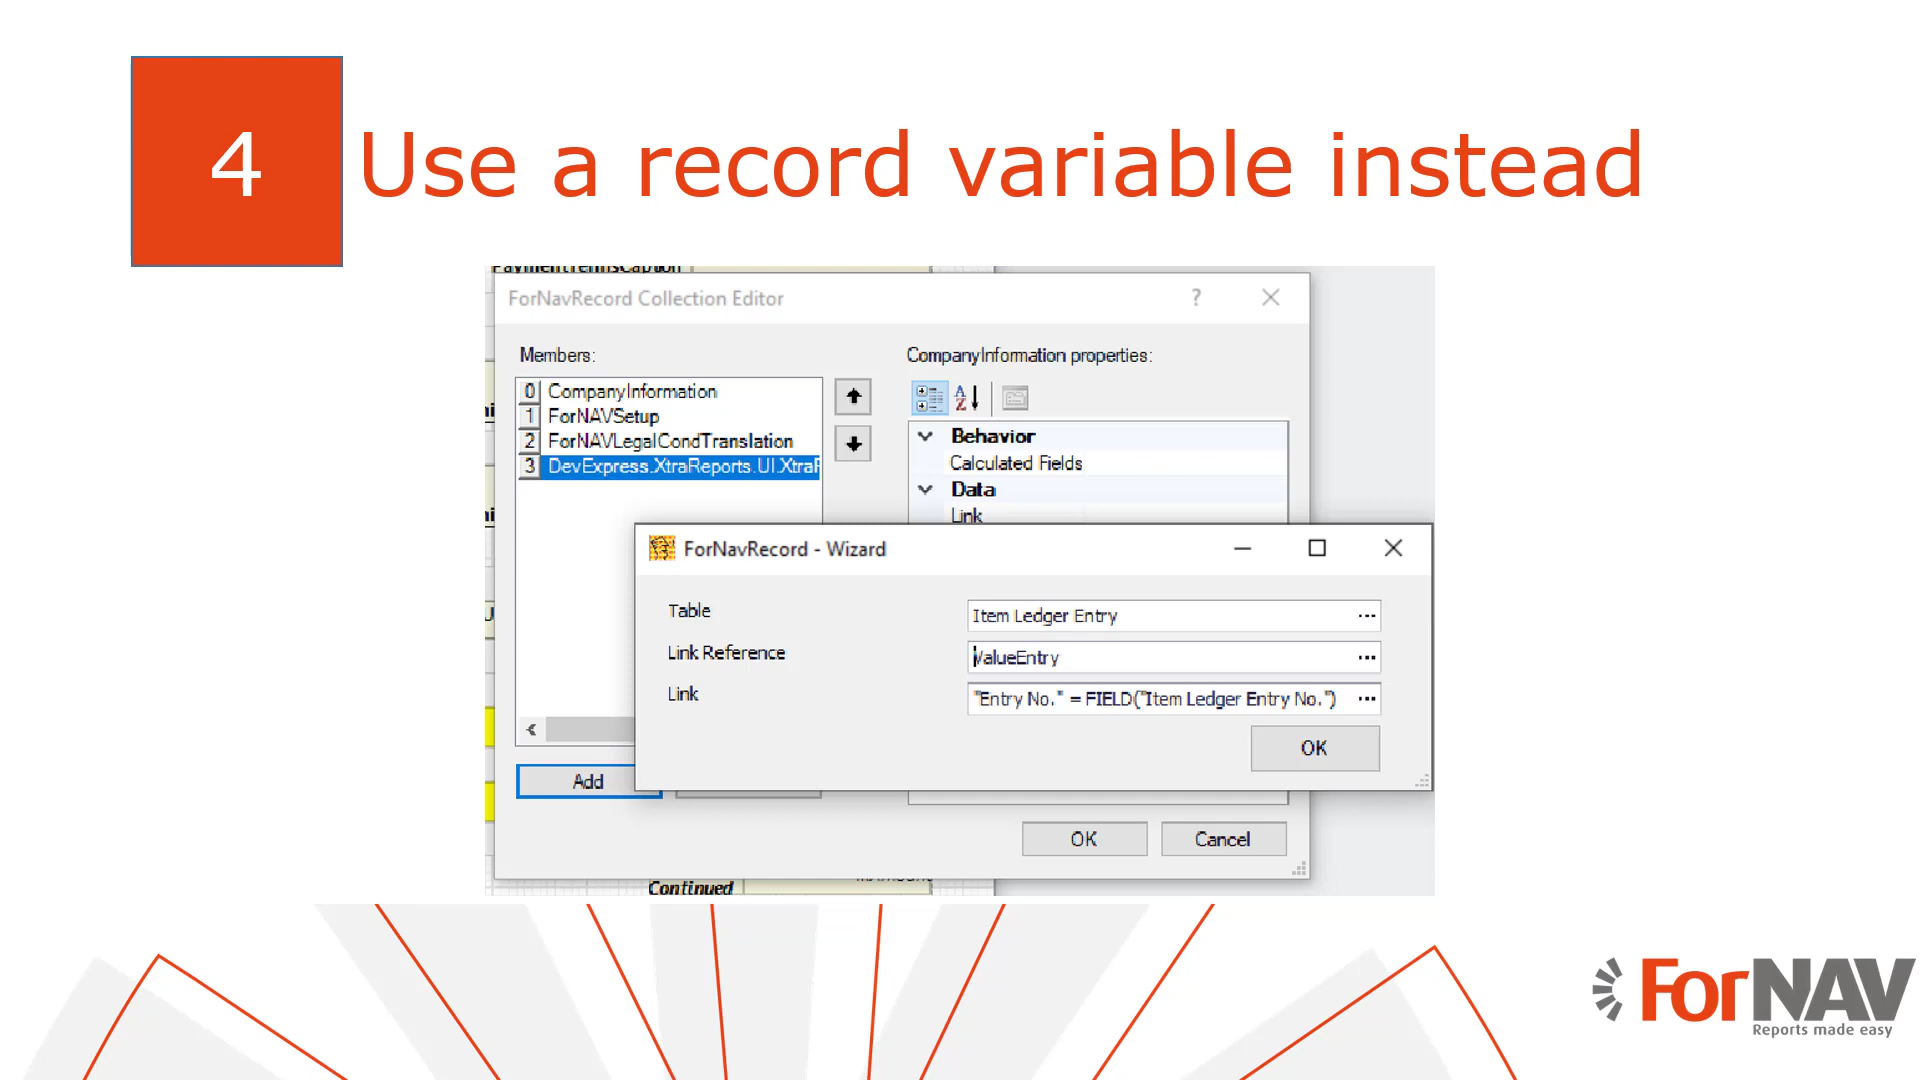 4
Use a record variable instead
PaymentTermsCaption
ForNavRecord Collection Editor
?
Members:
CompanyInformation properties:
0 CompanyInformation
1 ForNAVSetup
2 ForNAVLegalCondTranslation
3 DevExpress.XtraReports.UI.XtraR
Behavior
Calculated Fields
Data
Link
ForNavRecord - Wizard
Table
Item Ledger Entry ...
Link Reference
ValueEntry ...
Link
"Entry No." = FIELD("Item Ledger Entry No.") ...
OK
Add
OK
Cancel
Continued
ForNAV
Reports made easy